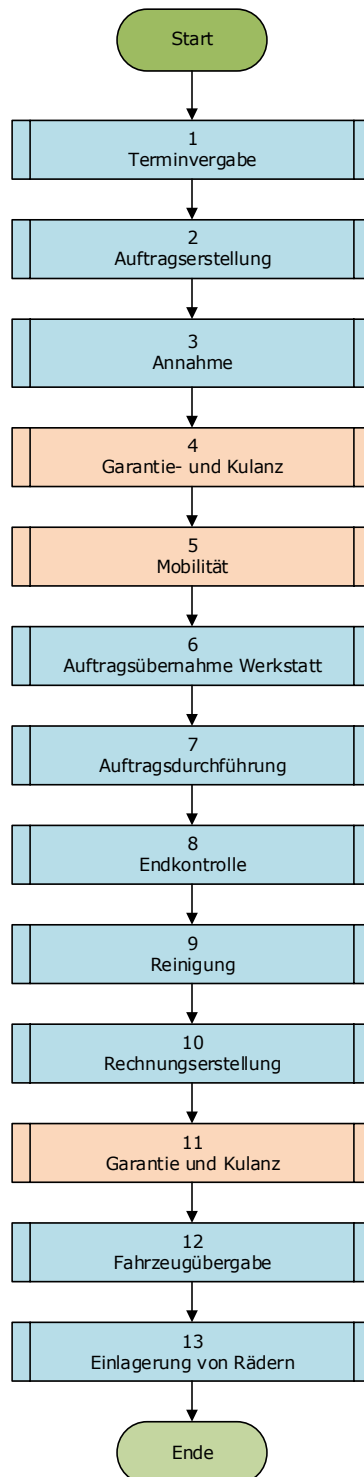 Start
1
Terminvergabe
2
Auftragserstellung
3
Annahme
4
Garantie- und Kulanz
5
Mobilität
6
Auftragsübernahme Werkstatt
7
Auftragsdurchführung
8
Endkontrolle
9
Reinigung
10
Rechnungserstellung
11
Garantie und Kulanz
12
Fahrzeugübergabe
13
Einlagerung von Rädern
Ende